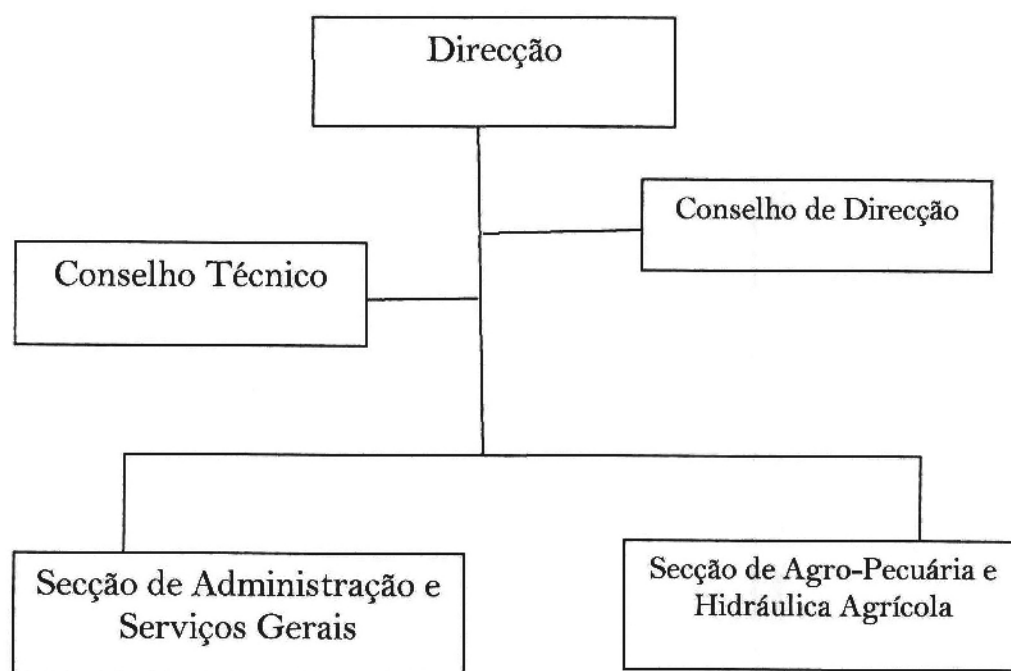 Direcção
Conselho de Direcção
Conselho Técnico
Secção de Administração e
Serviços Gerais
Secção de Agro-Pecuária e
Hidráulica Agrícola